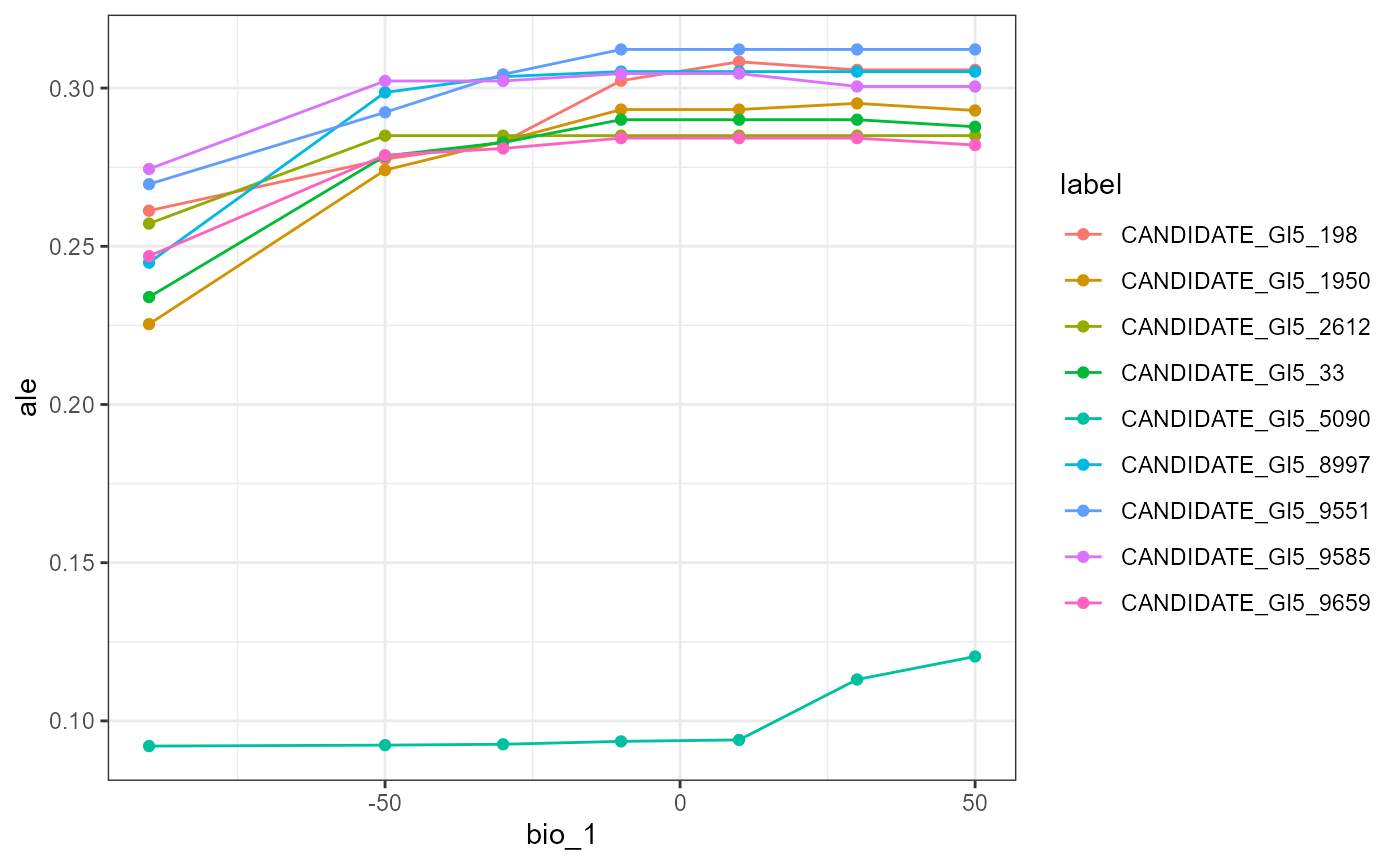 0.30
0.25
0.20
0.15
0.10
ale
-50
0
50
bio_1
label
CANDIDATE_GI5_198
CANDIDATE_GI5_1950
CANDIDATE_GI5_2612
CANDIDATE_GI5_33
CANDIDATE_GI5_5090
CANDIDATE_GI5_8997
CANDIDATE_GI5_9551
CANDIDATE_GI5_9585
CANDIDATE_GI5_9659